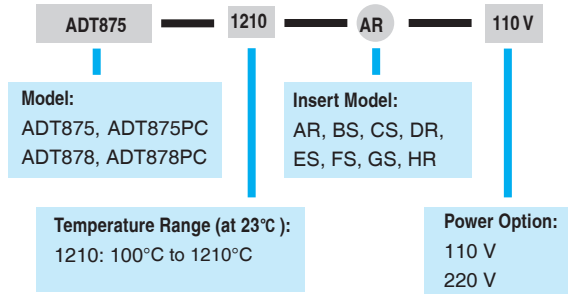 ADT875 1210 AR 110 V
Model:
ADT875, ADT875PC
ADT878, ADT878PC
Insert Model:
AR, BS, CS, DR,
ES, FS, GS, HR
Temperature Range (at 23℃ ):
1210: 100°C to 1210°C
Power Option:
110 V
220 V